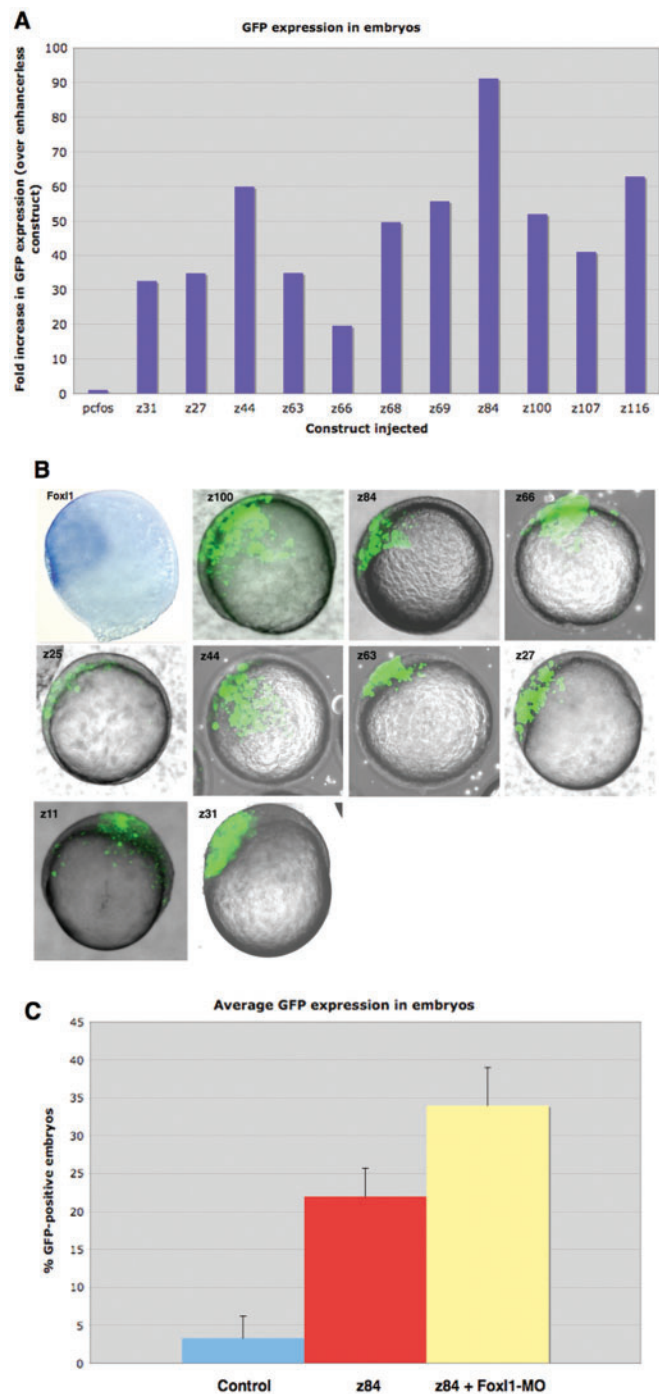 A
GFP expression in embryos
Fold increase in GFP expression (over enhancerless
construct)
100
90
80
70
60
50
40
30
20
10
0
pcfos z31 z27 z44 z63 z66 z68 z69 z84 z100 z107 z116
Construct injected
B
FoxI1 z100 z84 z66
z25 z44 z63 z27
z11 z31
C
Average GFP expression in embryos
% GFP-positive embryos
45
40
35
30
25
20
15
10
5
0
Control z84 z84 + FoxI1-MO